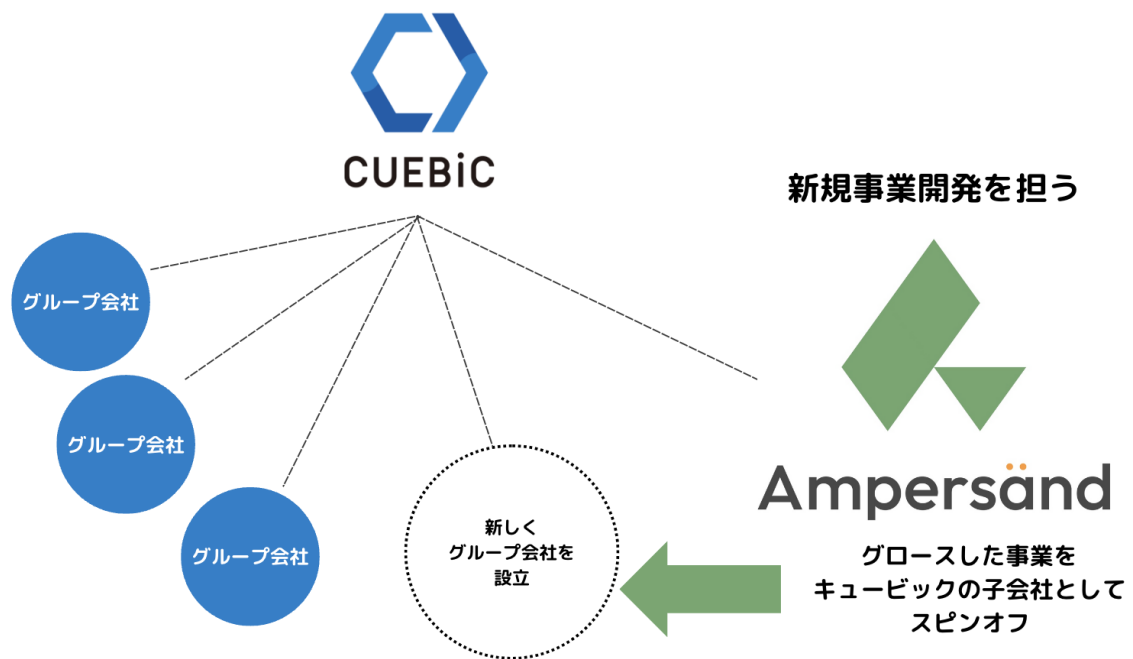 CUEBiC
新規事業開発を担う
グループ会社
グループ会社
グループ会社
新しく
グループ会社を
設立
Ampersänd
グロースした事業を
キュービックの子会社として
スピンオフ